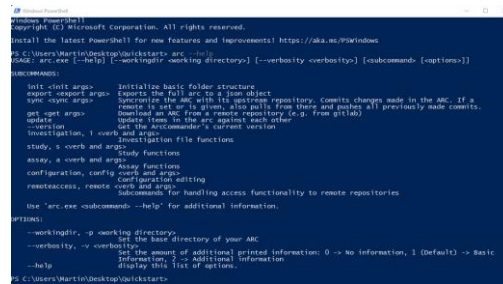 Windows PowerShell
Windows PowerShell
Copyright (C) Microsoft Corporation. All rights reserved.
Install the latest PowerShell for new features and improvements! https://aka.ms/PSWindows
PS C:\Users\Martin\Desktop\Quickstart> arc --help
USAGE: arc.exe [--help] [--workingdir <working directory>] [--verbosity <verbosity>] [<subcommand> [<options>]]
SUBCOMMANDS:
init <init args> Initialize basic folder structure
export <export args> Exports the full arc to a json object
sync <sync args> Syncronize the ARC with its upstream repository. Commits changes made in the ARC. If a
remote is set or is given, also pulls from there and pushes all previously made commits.
get <get args> Download an ARC from a remote repository (e.g. from gitlab)
update Update items in the arc against each other
--version Get the ArcCommander's current version
investigation, i <verb and args>
Investigation file functions
study, s <verb and args>
Study functions
assay, a <verb and args>
Assay functions
configuration, config <verb and args>
Configuration editing
remoteaccess, remote <verb and args>
Subcommands for handling access functionality to remote repositories
Use 'arc.exe <subcommand> --help' for additional information.
OPTIONS:
--workingdir, -p <working directory>
Set the base directory of your ARC
--verbosity, -v <verbosity>
Set the amount of additional printed information: 0 -> No information, 1 (Default) -> Basic
Information, 2 -> Additional information
--help display this list of options.
PS C:\Users\Martin\Desktop\Quickstart>